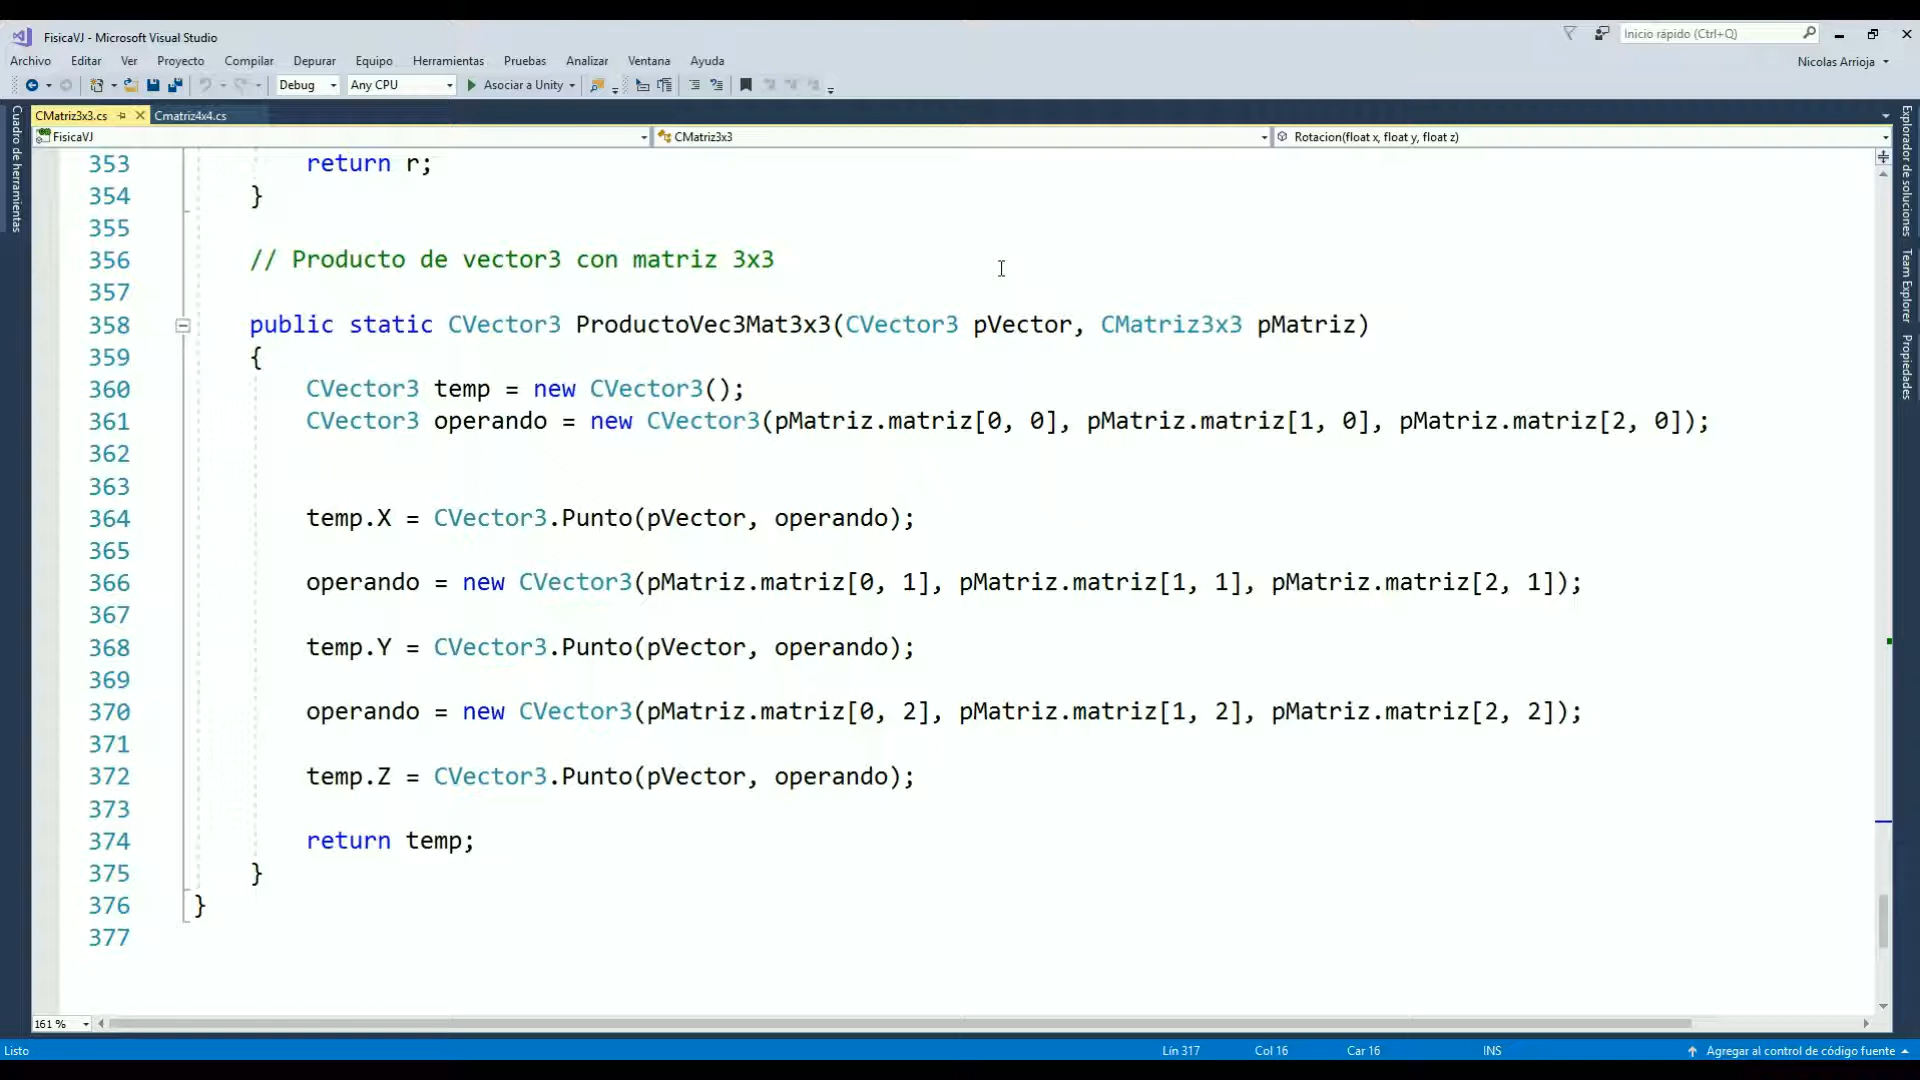 FisicaVJ - Microsoft Visual Studio
Inicio rápido (Ctrl+Q)
Archivo Editar Ver Proyecto Compilar Depurar Equipo Herramientas Pruebas Analizar Ventana Ayuda
Nicolas Arrioja
Debug Any CPU Asociar a Unity
CMatriz3x3.cs Cmatriz4x4.cs
FisicaVJ CMatriz3x3 Rotacion(float x, float y, float z)
Cuadro de herramientas
Explorador de soluciones
Team Explorer
Propiedades
353 return r;
354 }
355
356 // Producto de vector3 con matriz 3x3
357
358 public static CVector3 ProductoVec3Mat3x3(CVector3 pVector, CMatriz3x3 pMatriz)
359 {
360 CVector3 temp = new CVector3();
361 CVector3 operando = new CVector3(pMatriz.matriz[0, 0], pMatriz.matriz[1, 0], pMatriz.matriz[2, 0]);
362
363
364 temp.X = CVector3.Punto(pVector, operando);
365
366 operando = new CVector3(pMatriz.matriz[0, 1], pMatriz.matriz[1, 1], pMatriz.matriz[2, 1]);
367
368 temp.Y = CVector3.Punto(pVector, operando);
369
370 operando = new CVector3(pMatriz.matriz[0, 2], pMatriz.matriz[1, 2], pMatriz.matriz[2, 2]);
371
372 temp.Z = CVector3.Punto(pVector, operando);
373
374 return temp;
375 }
376 }
377
161 %
Listo Lín 317 Col 16 Car 16 INS Agregar al control de código fuente